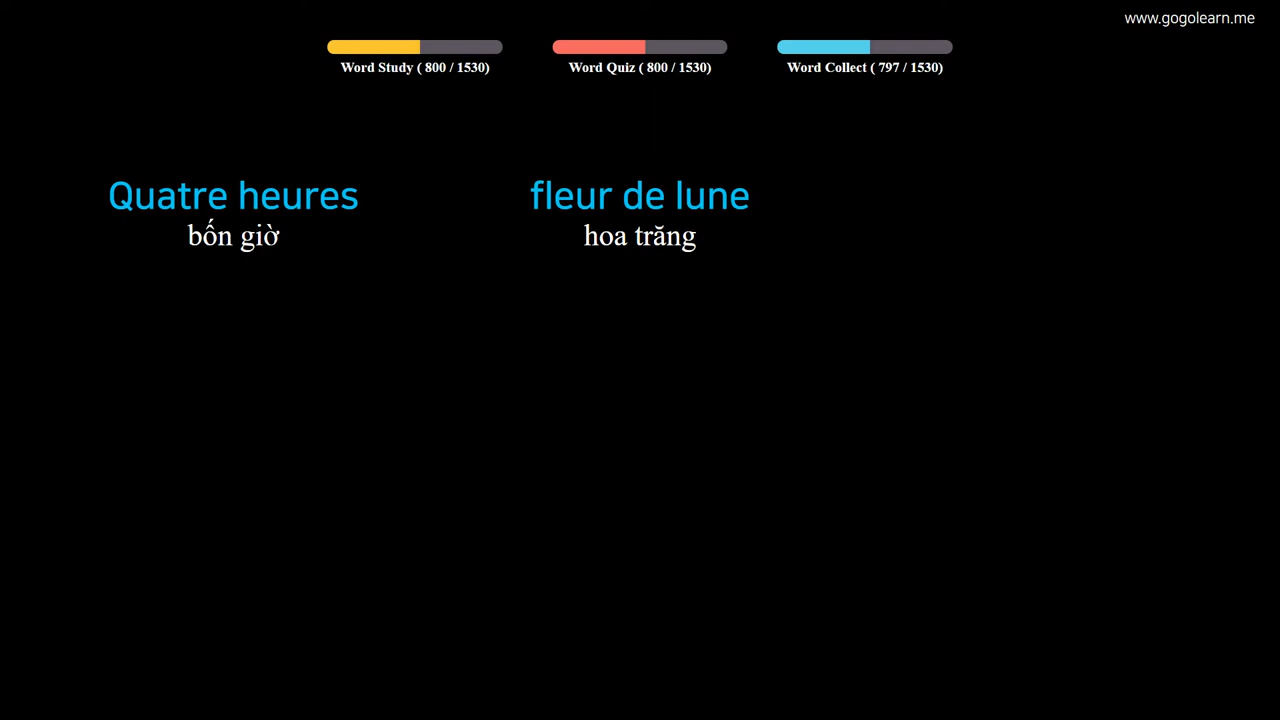 www.gogolearn.me
Word Study ( 800 / 1530)
Word Quiz ( 800 / 1530)
Word Collect ( 797 / 1530)
Quatre heures
bốn giờ
fleur de lune
hoa trăng